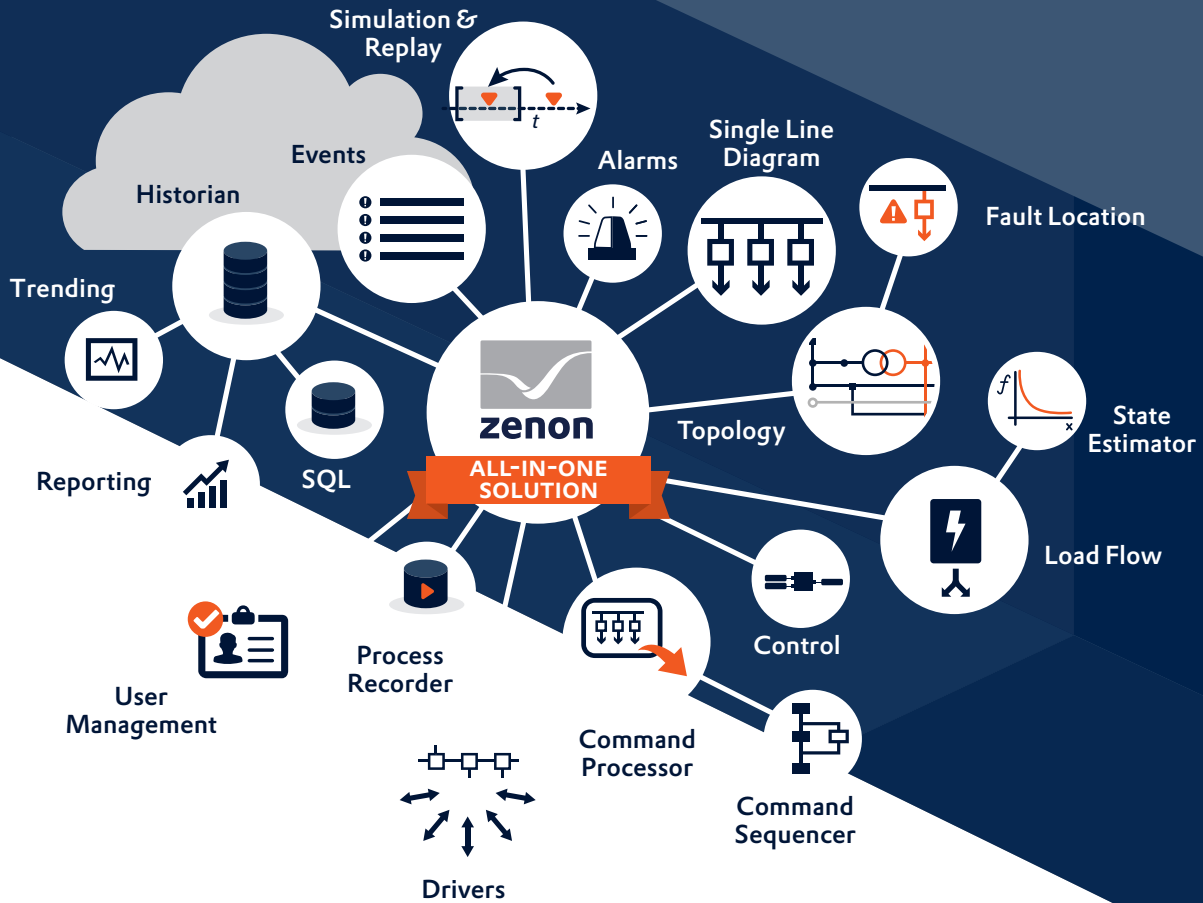 Simulation &
Replay
t
Events
Historian
Alarms
Single Line
Diagram
Fault Location
Trending
zenon
ALL-IN-ONE
SOLUTION
Topology
f
x
State
Estimator
Reporting
SQL
Load Flow
Control
Process
Recorder
User
Management
Command
Processor
Command
Sequencer
Drivers